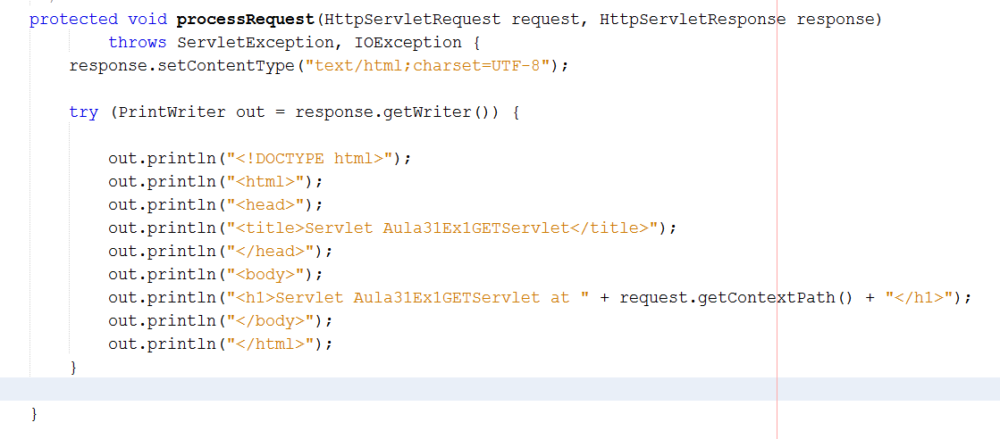 protected void processRequest(HttpServletRequest request, HttpServletResponse response)
        throws ServletException, IOException {
    response.setContentType("text/html;charset=UTF-8");
    try (PrintWriter out = response.getWriter()) {
        out.println("<!DOCTYPE html>");
        out.println("<html>");
        out.println("<head>");
        out.println("<title>Servlet Aula31Ex1GETServlet</title>");
        out.println("</head>");
        out.println("<body>");
        out.println("<h1>Servlet Aula31Ex1GETServlet at " + request.getContextPath() + "</h1>");
        out.println("</body>");
        out.println("</html>");
    }
}